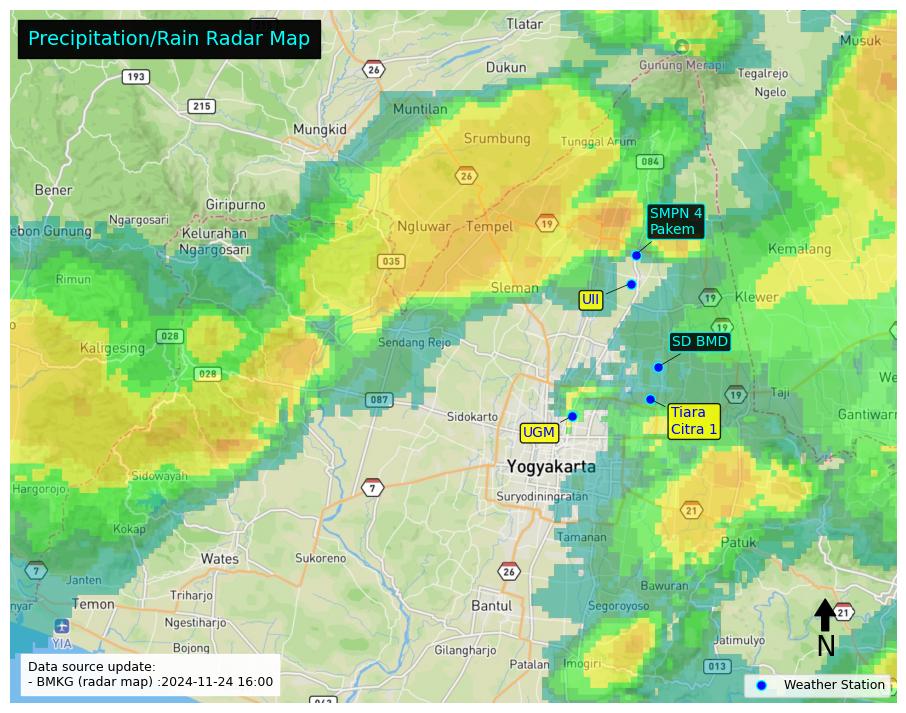 Precipitation/Rain Radar Map
Tlatar
Musuk
Gunung Merapi
Tegalrejo
Ngelo
26
Dukun
193
215
Muntilan
Mungkid
Srumbung
Tunggal Arum
084
26
Bener
Giripurno
Ngargosari
ebon Gunung
Kelurahan
Ngargosari
Ngluwar
Tempel
19
SMPN 4
Pakem
Kemalang
035
Rimun
Sleman
UII
19
Klewer
19
028
Kaligesing
Sendang Rejo
SD BMD
028
087
19
Taji
We
Gantiwarn
Sidokarto
Tiara
Citra 1
UGM
Yogyakarta
Sidowayah
Hargorojo
7
Suryodiningratan
21
Kokap
Tamanan
Patuk
Wates
Sukoreno
7
26
Janten
Bawuran
Triharjo
nyar
Temon
Bantul
Segoroyoso
21
Ngestiharjo
YIA
Jatimulyo
N
Bojong
Gilangharjo
Patalan
Imogiri
013
Data source update:
- BMKG (radar map) :2024-11-24 16:00
Weather Station